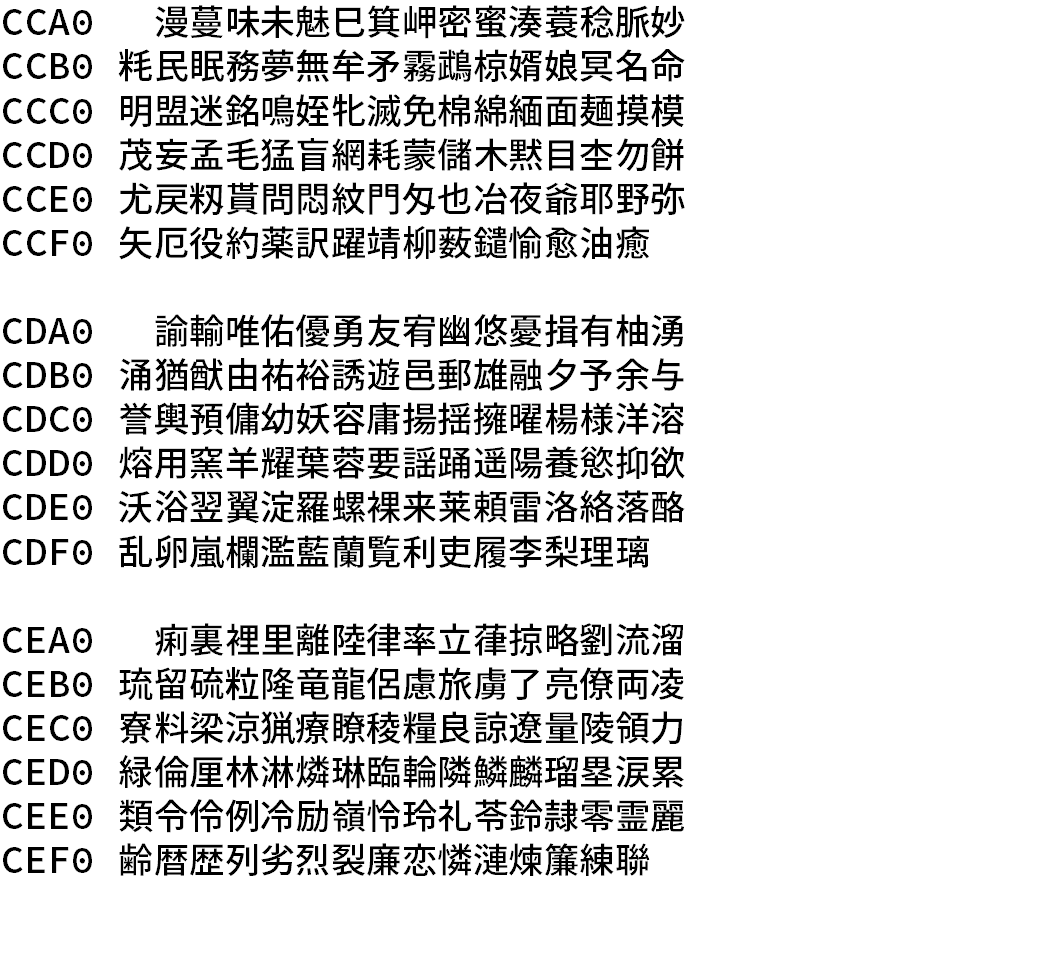 CCA0   漫蔓味未魅巳箕岬密蜜湊蓑稔脈妙
CCB0 粍民眠務夢無牟矛霧鵡椋婿娘冥名命
CCC0 明盟迷銘鳴姪牝滅免棉綿緬面麺摸模
CCD0 茂妄孟毛猛盲網耗蒙儲木黙目杢勿餅
CCE0 尤戻籾貰問悶紋門匁也冶夜爺耶野弥
CCF0 矢厄役約薬訳躍靖柳薮鑓愉愈油癒
CDA0   諭輸唯佑優勇友宥幽悠憂揖有柚湧
CDB0 涌猶猷由祐裕誘遊邑郵雄融夕予余与
CDC0 誉輿預傭幼妖容庸揚揺擁曜楊様洋溶
CDD0 熔用窯羊耀葉蓉要謡踊遥陽養慾抑欲
CDE0 沃浴翌翼淀羅螺裸来莱頼雷洛絡落酪
CDF0 乱卵嵐欄濫藍蘭覧利吏履李梨理璃
CEA0   痢裏裡里離陸律率立葎掠略劉流溜
CEB0 琉留硫粒隆竜龍侶慮旅虜了亮僚両凌
CEC0 寮料梁涼猟療瞭稜糧良諒遼量陵領力
CED0 緑倫厘林淋燐琳臨輪隣鱗麟瑠塁涙累
CEE0 類令伶例冷励嶺怜玲礼苓鈴隷零霊麗
CEF0 齢暦歴列劣烈裂廉恋憐漣煉簾練聯